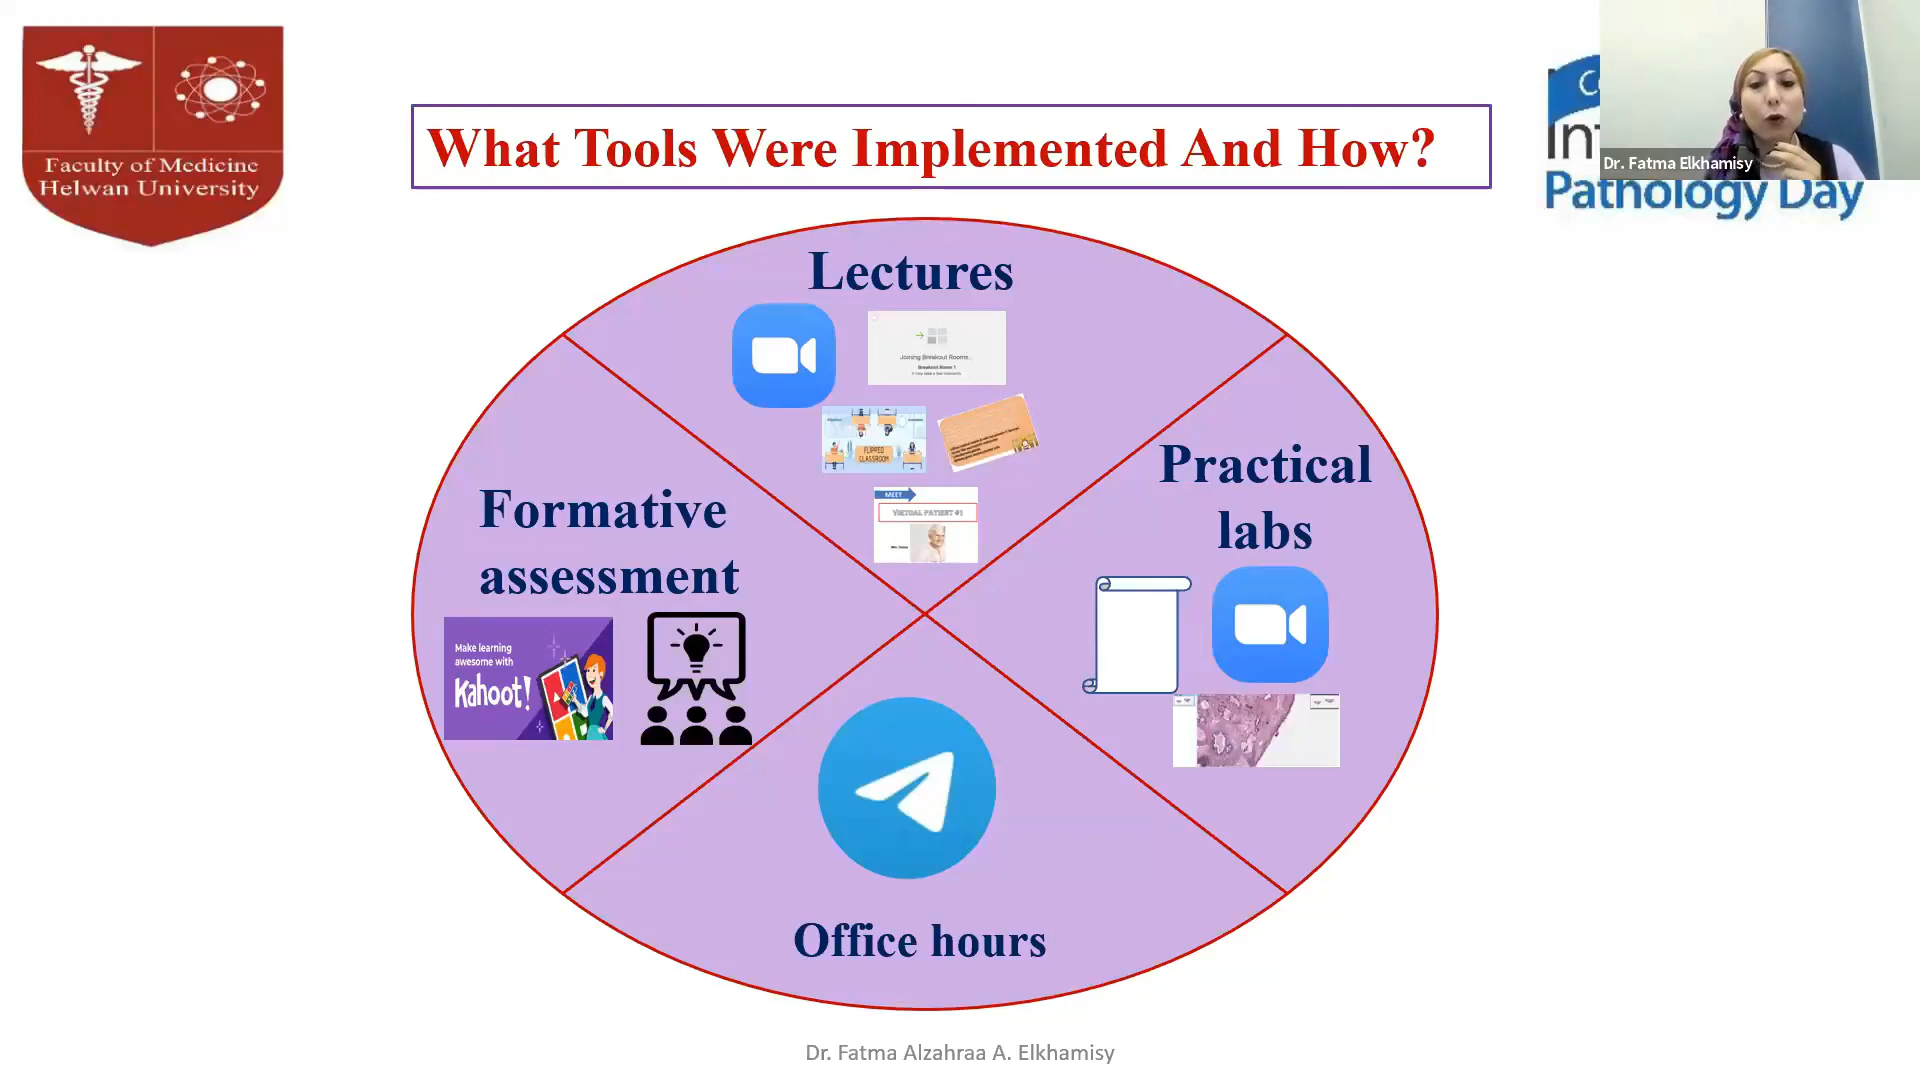 Faculty of Medicine
Helwan University
What Tools Were Implemented And How?
Dr. Fatma Elkhamisy
Pathology Day
Lectures
Joining Breakout Rooms...
Breakout Room 1
FLIPPED
CLASSROOM
MEET
VIRTUAL PATIENT #1
Practical
labs
Formative
assessment
Make learning
awesome with
Kahoot!
Office hours
Dr. Fatma Alzahraa A. Elkhamisy